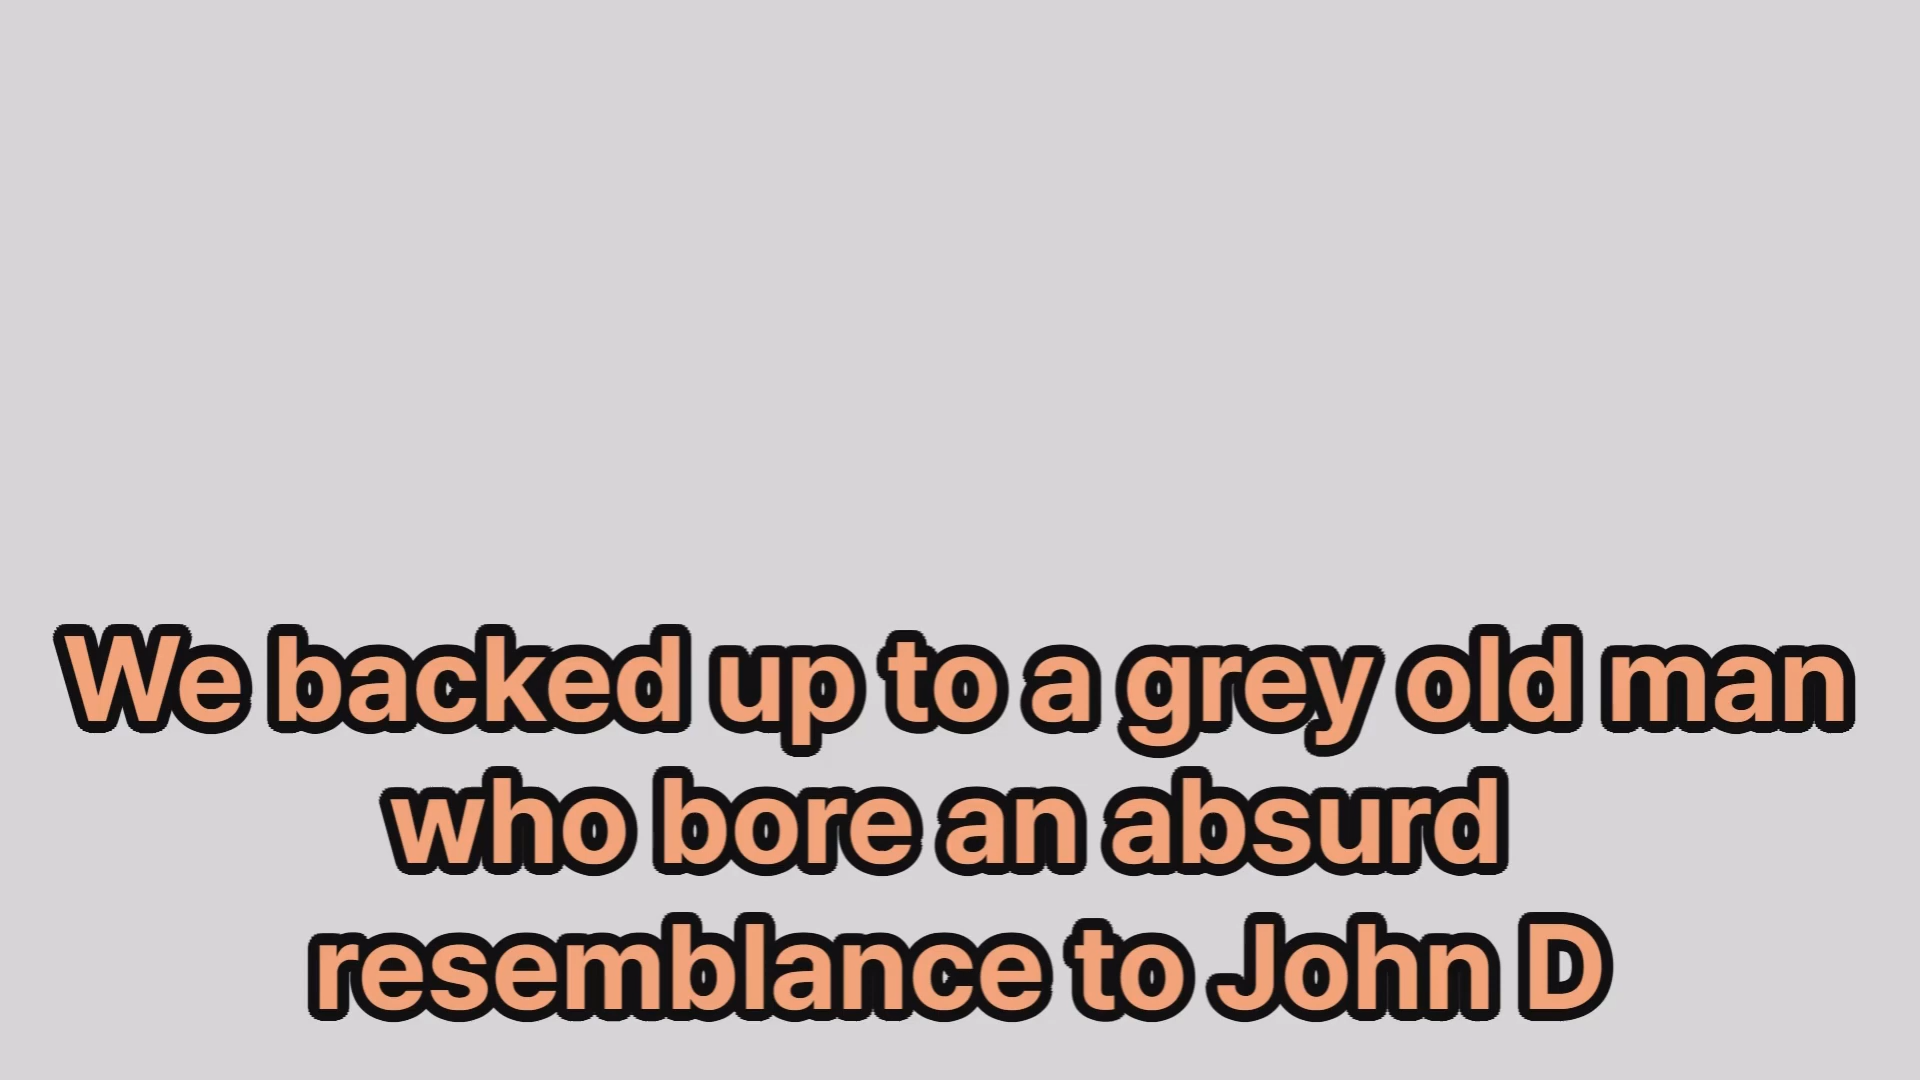 We backed up to a grey old man
who bore an absurd
resemblance to John D